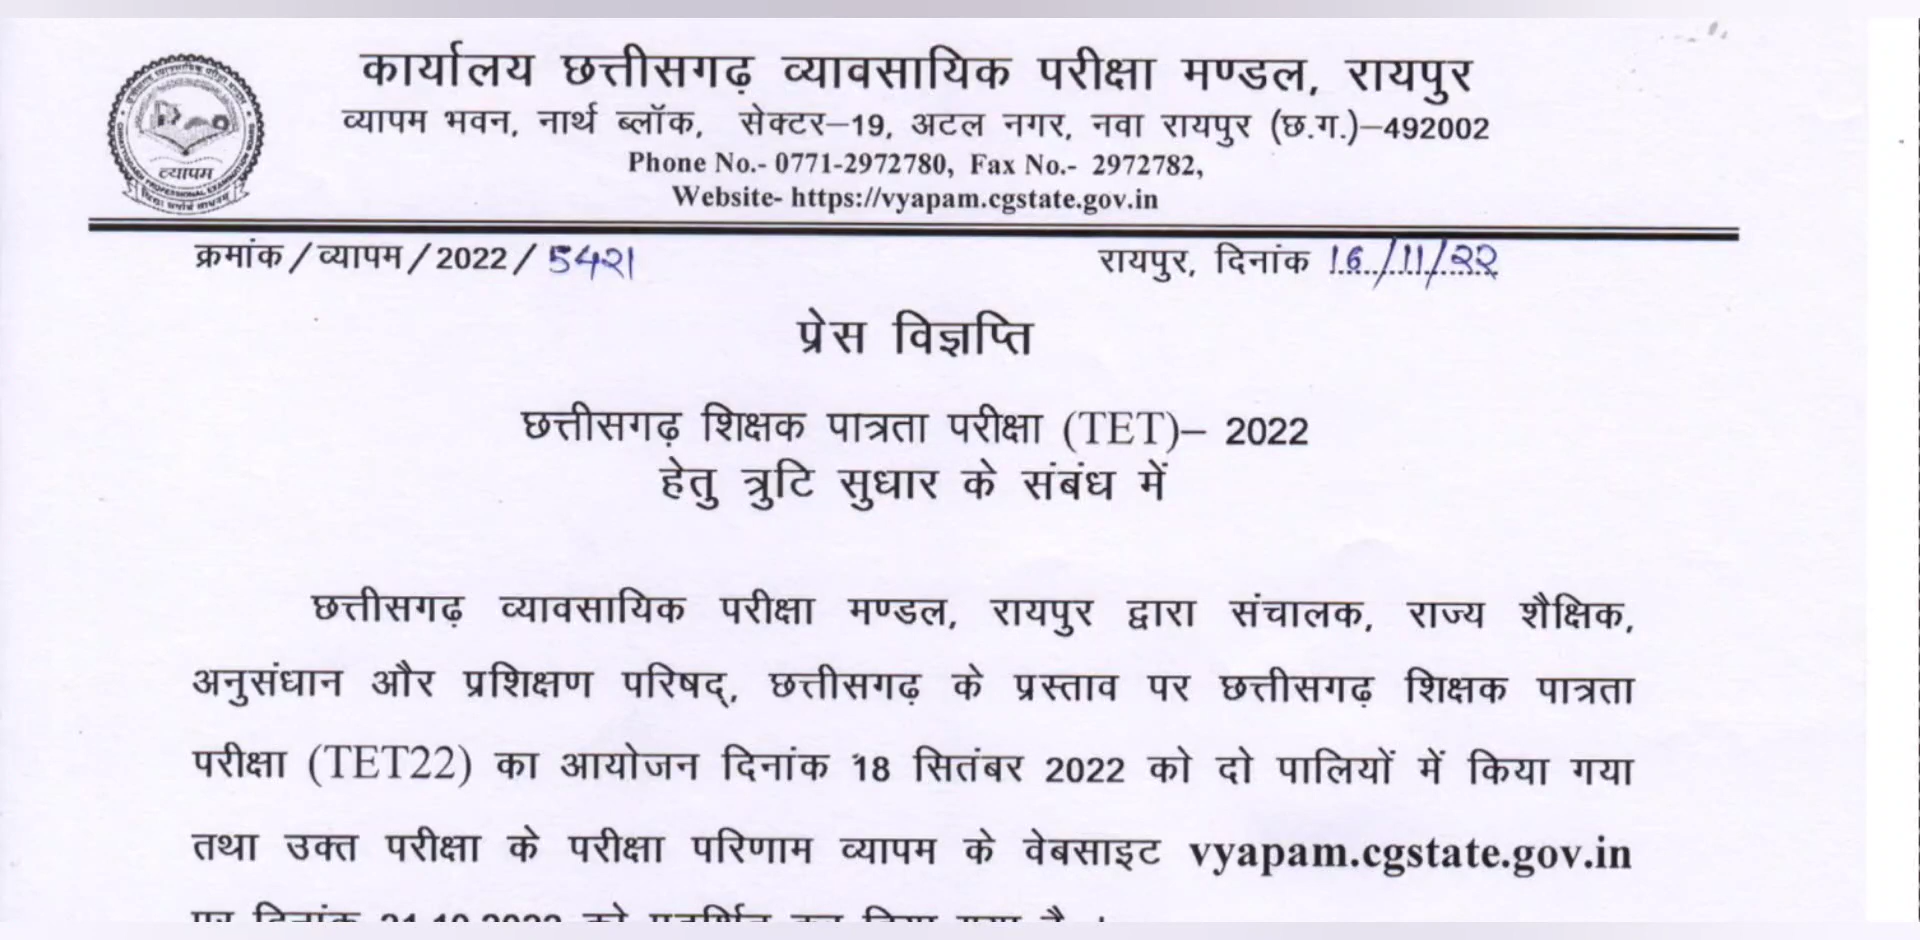 कार्यालय छत्तीसगढ़ व्यावसायिक परीक्षा मण्डल, रायपुर
व्यापम भवन, नार्थ ब्लॉक, सेक्टर–19, अटल नगर, नवा रायपुर (छ.ग.)–492002
Phone No.- 0771-2972780, Fax No.- 2972782,
Website- https://vyapam.cgstate.gov.in
व्यापम
क्रमांक / व्यापम / 2022 / 5421
रायपुर, दिनांक 16/11/22
प्रेस विज्ञप्ति
छत्तीसगढ़ शिक्षक पात्रता परीक्षा (TET)– 2022
हेतु त्रुटि सुधार के संबंध में
छत्तीसगढ़ व्यावसायिक परीक्षा मण्डल, रायपुर द्वारा संचालक, राज्य शैक्षिक,
अनुसंधान और प्रशिक्षण परिषद्, छत्तीसगढ़ के प्रस्ताव पर छत्तीसगढ़ शिक्षक पात्रता
परीक्षा (TET22) का आयोजन दिनांक 18 सितंबर 2022 को दो पालियों में किया गया
तथा उक्त परीक्षा के परीक्षा परिणाम व्यापम के वेबसाइट vyapam.cgstate.gov.in